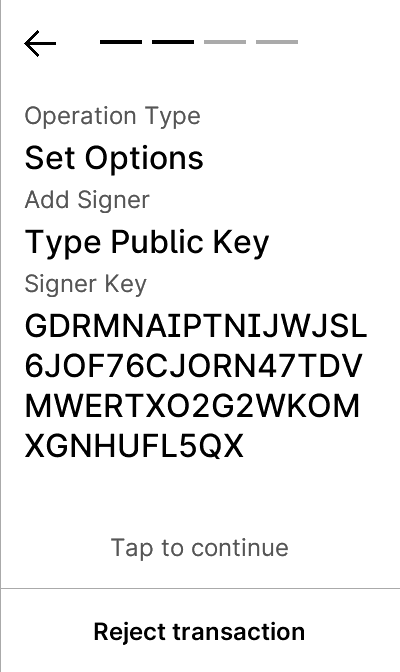 Operation Type
Set Options
Add Signer
Type Public Key
Signer Key
GDRMNAIPTNIJWJSL
6JOF76CJORN47TDV
MWERTXO2G2WKOM
XGNHUFL5QX
Tap to continue
Reject transaction